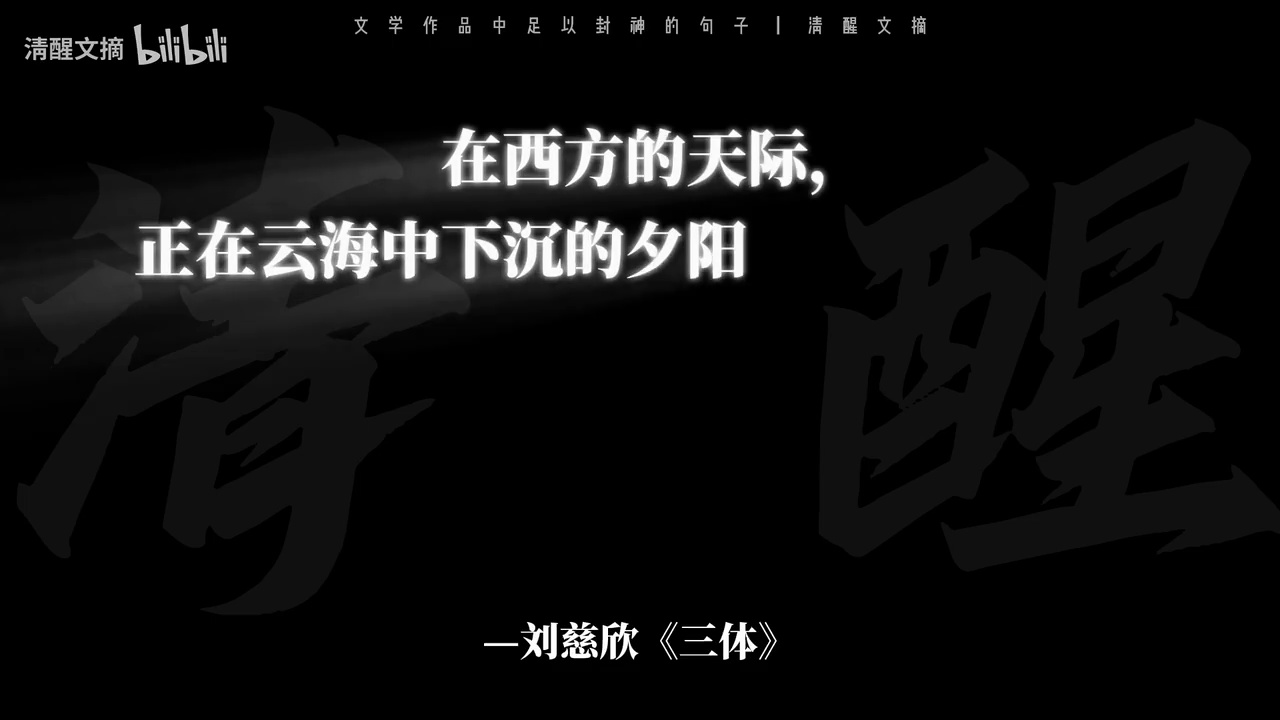 文学作品中足以封神的句子 | 清醒文摘
清醒文摘 bilibili
在西方的天际,
正在云海中下沉的夕阳
清醒
—刘慈欣《三体》